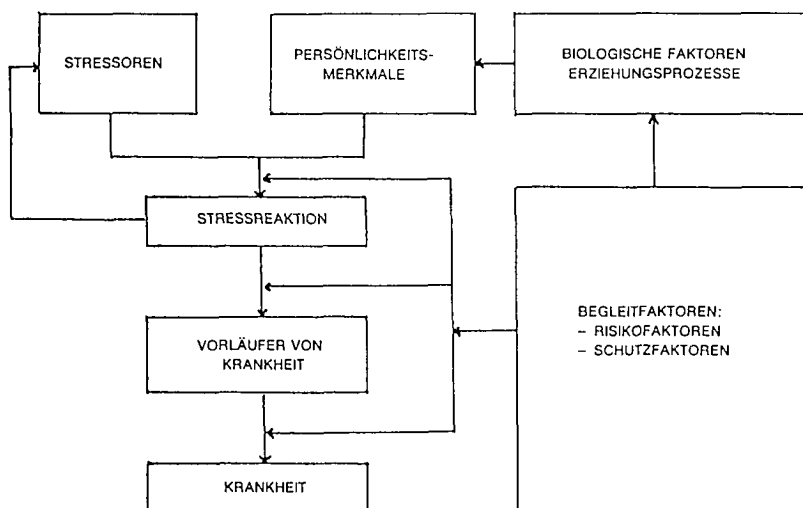 STRESSOREN
PERSÖNLICHKEITS-
MERKMALE
BIOLOGISCHE FAKTOREN
ERZIEHUNGSPROZESSE
STRESSREAKTION
VORLÄUFER VON
KRANKHEIT
BEGLEITFAKTOREN:
– RISIKOFAKTOREN
– SCHUTZFAKTOREN
KRANKHEIT